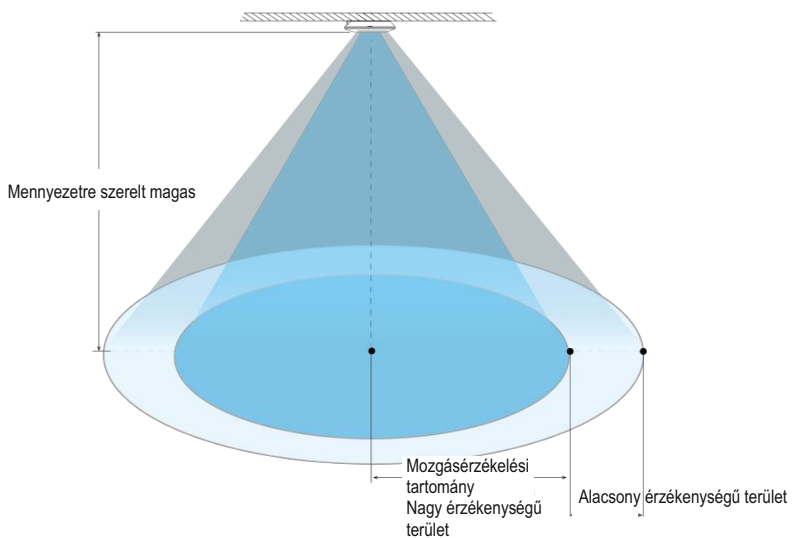 Mennyezetre szerelt magas
Mozgásérzékelési
tartomány
Nagy érzékenységű
terület
Alacsony érzékenységű terület